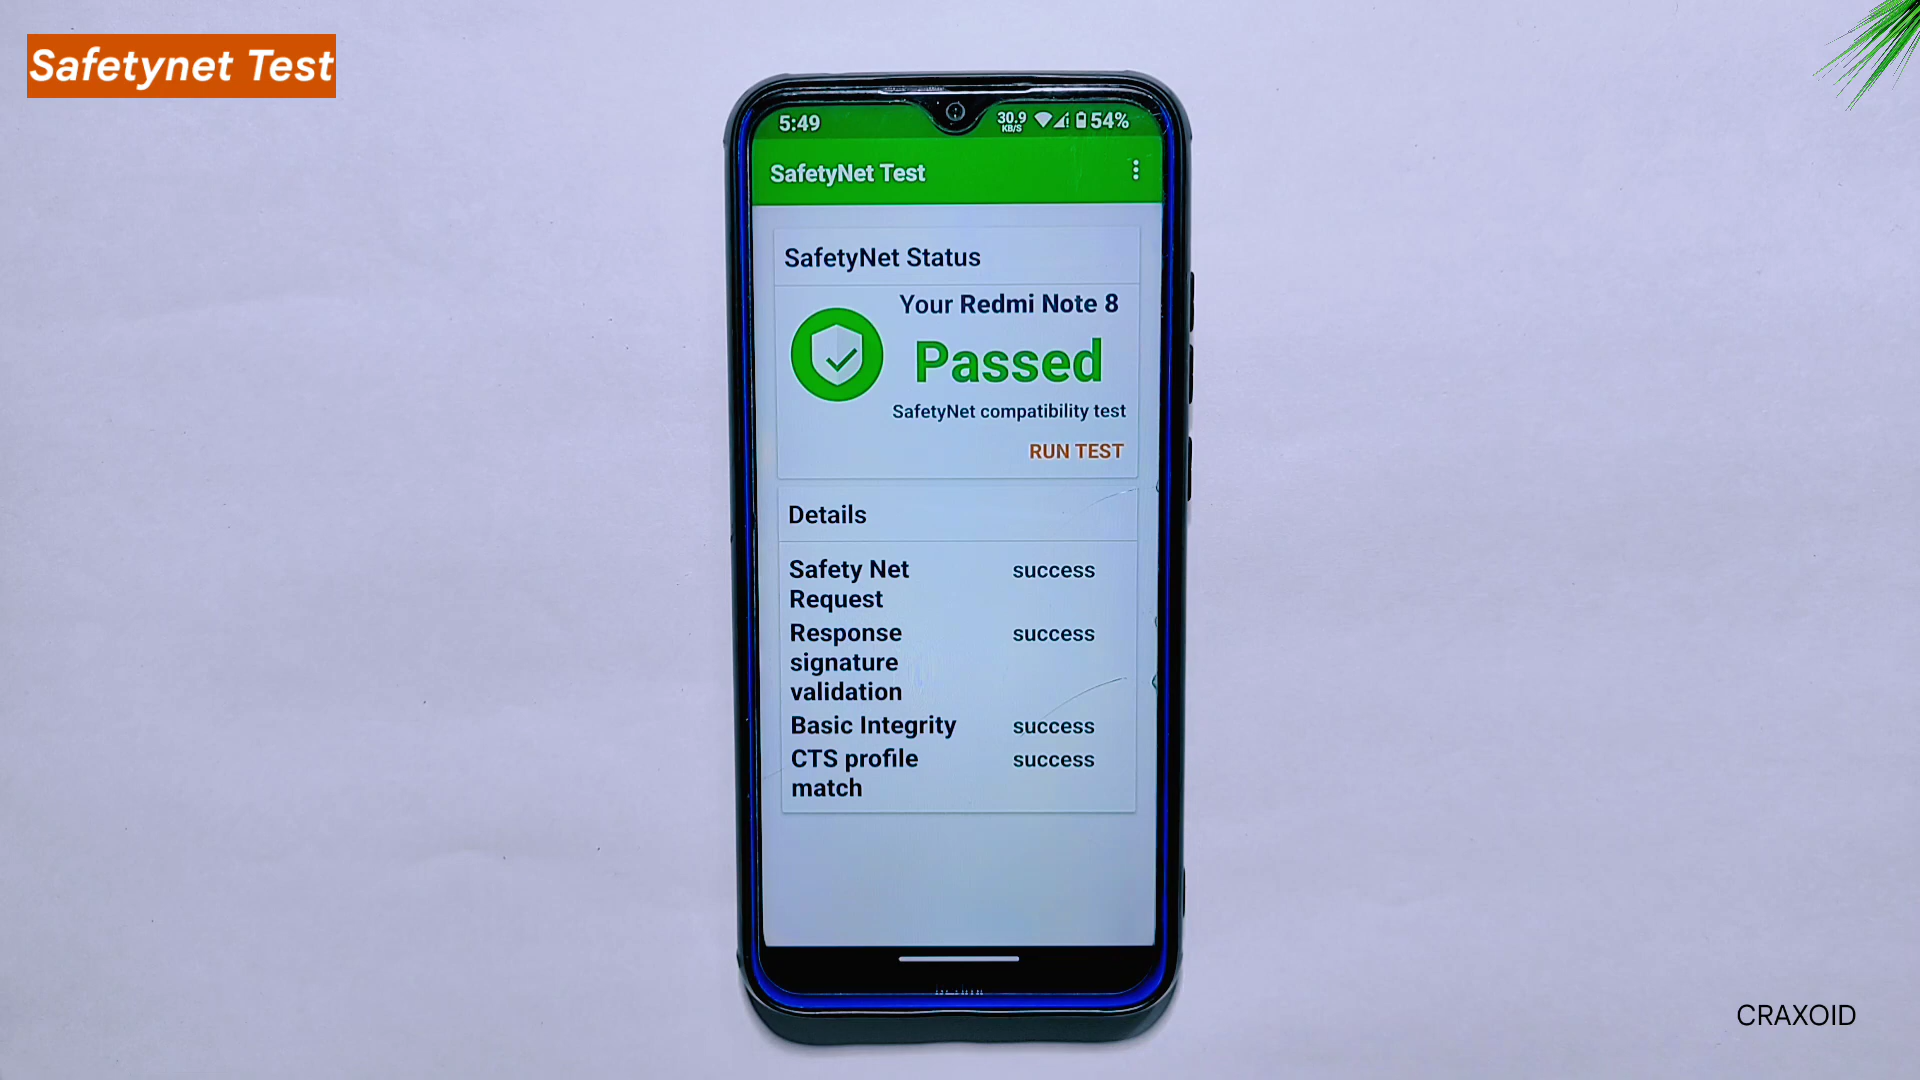 Safetynet Test
5:49
30.9
KB/S
54%
SafetyNet Test
SafetyNet Status
Your Redmi Note 8
Passed
SafetyNet compatibility test
RUN TEST
Details
Safety Net success
Request
Response success
signature
validation
Basic Integrity success
CTS profile success
match
CRAXOID